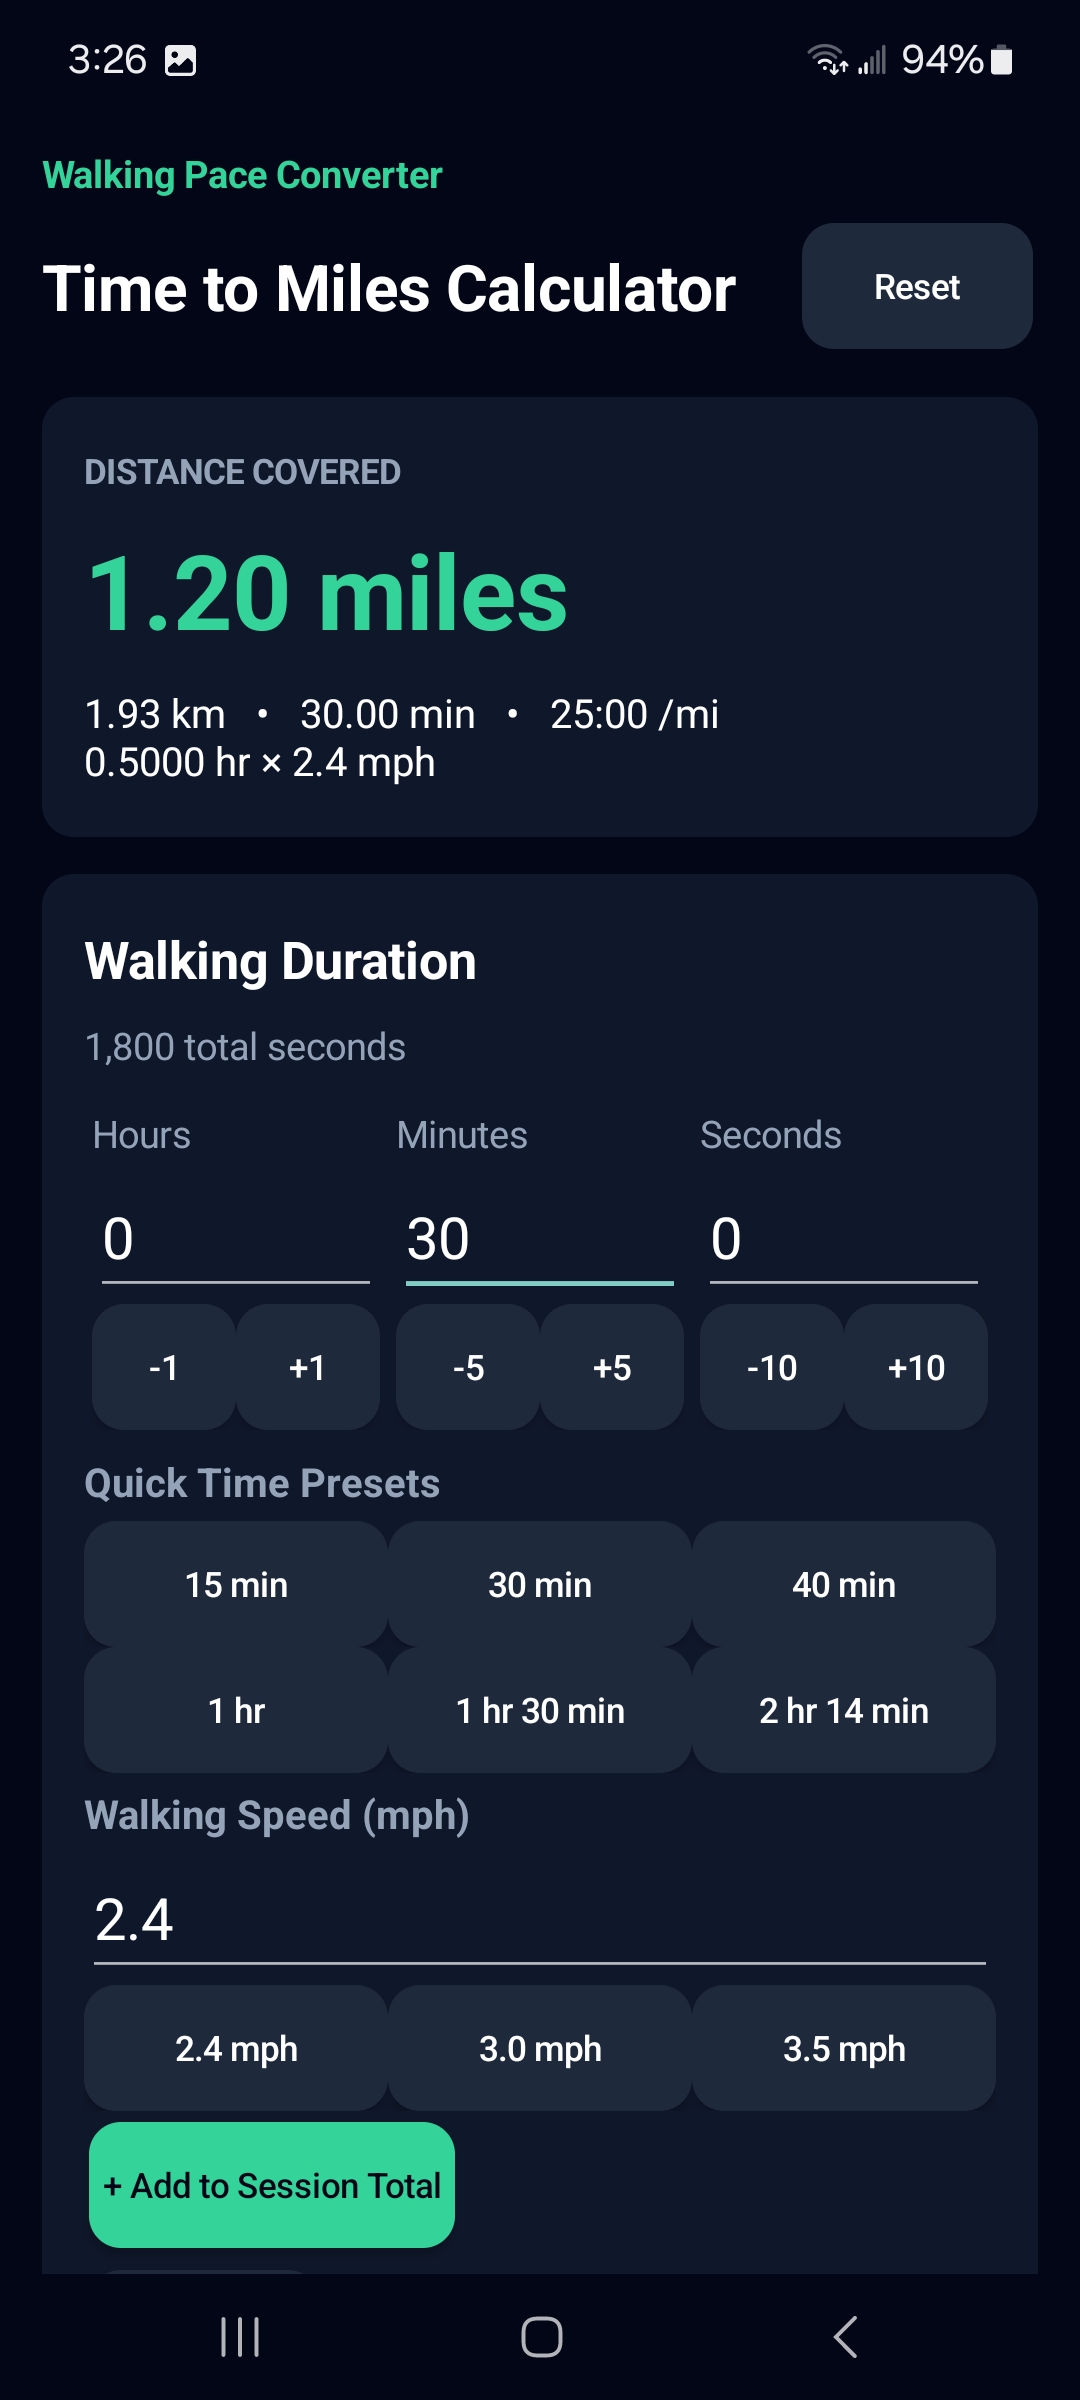 3:26 94%
Walking Pace Converter
Time to Miles Calculator Reset
DISTANCE COVERED
1.20 miles
1.93 km • 30.00 min • 25:00 /mi
0.5000 hr × 2.4 mph
Walking Duration
1,800 total seconds
Hours Minutes Seconds
0 30 0
-1 +1 -5 +5 -10 +10
Quick Time Presets
15 min 30 min 40 min
1 hr 1 hr 30 min 2 hr 14 min
Walking Speed (mph)
2.4
2.4 mph 3.0 mph 3.5 mph
+ Add to Session Total